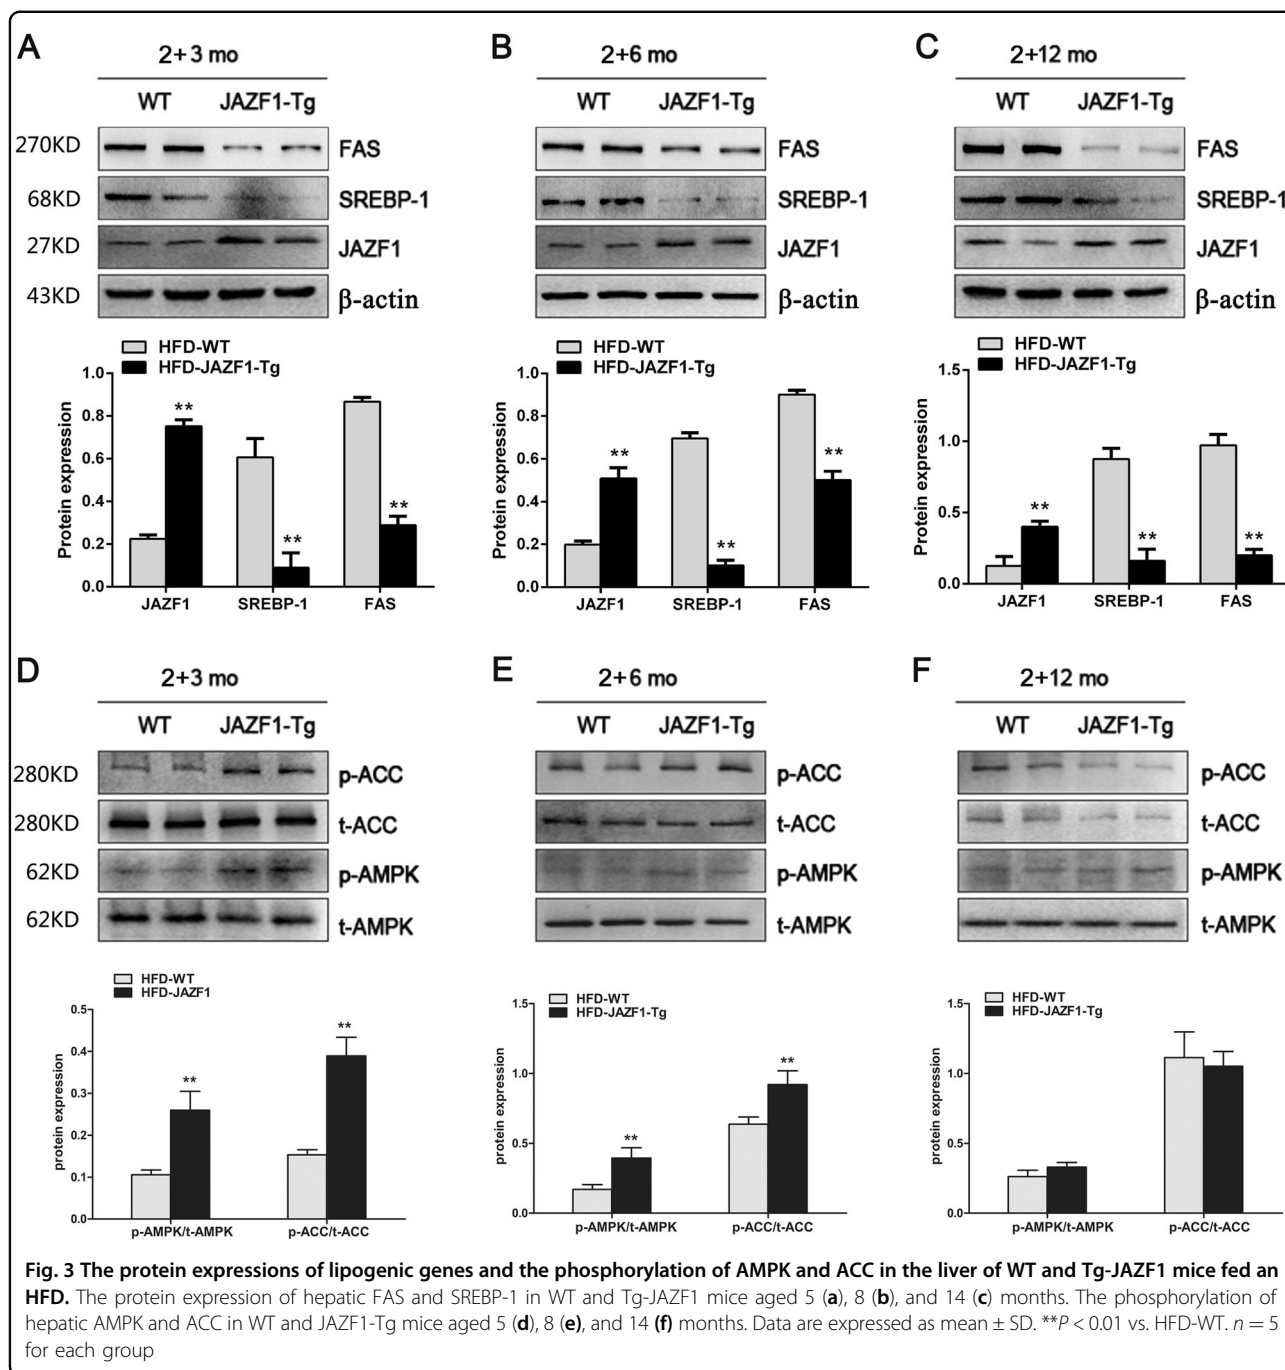 A
2+3 mo
WT JAZF1-Tg
270KD FAS
68KD SREBP-1
27KD JAZF1
43KD β-actin
HFD-WT
HFD-JAZF1-Tg
Protein expression
1.0
0.8
0.6
0.4
0.2
0.0
** ** **
JAZF1 SREBP-1 FAS
B
2+6 mo
WT JAZF1-Tg
FAS
SREBP-1
JAZF1
β-actin
HFD-WT
HFD-JAZF1-Tg
Protein expression
1.0
0.8
0.6
0.4
0.2
0.0
** ** **
JAZF1 SREBP-1 FAS
C
2+12 mo
WT JAZF1-Tg
FAS
SREBP-1
JAZF1
β-actin
HFD-WT
HFD-JAZF1-Tg
Protein expression
1.5
1.0
0.5
0.0
** ** **
JAZF1 SREBP-1 FAS
D
2+3 mo
WT JAZF1-Tg
280KD p-ACC
280KD t-ACC
62KD p-AMPK
62KD t-AMPK
HFD-WT
HFD-JAZF1
protein expression
0.5
0.4
0.3
0.2
0.1
0.0
** **
p-AMPK/t-AMPK p-ACC/t-ACC
E
2+6 mo
WT JAZF1-Tg
p-ACC
t-ACC
p-AMPK
t-AMPK
HFD-WT
HFD-JAZF1-Tg
protein expression
1.5
1.0
0.5
0.0
** **
p-AMPK/t-AMPK p-ACC/t-ACC
F
2+12 mo
WT JAZF1-Tg
p-ACC
t-ACC
p-AMPK
t-AMPK
HFD-WT
HFD-JAZF1-Tg
protein expression
1.5
1.0
0.5
0.0
p-AMPK/t-AMPK p-ACC/t-ACC
Fig. 3 The protein expressions of lipogenic genes and the phosphorylation of AMPK and ACC in the liver of WT and Tg-JAZF1 mice fed an
HFD. The protein expression of hepatic FAS and SREBP-1 in WT and Tg-JAZF1 mice aged 5 (a), 8 (b), and 14 (c) months. The phosphorylation of
hepatic AMPK and ACC in WT and JAZF1-Tg mice aged 5 (d), 8 (e), and 14 (f) months. Data are expressed as mean ± SD. **P < 0.01 vs. HFD-WT. n = 5
for each group